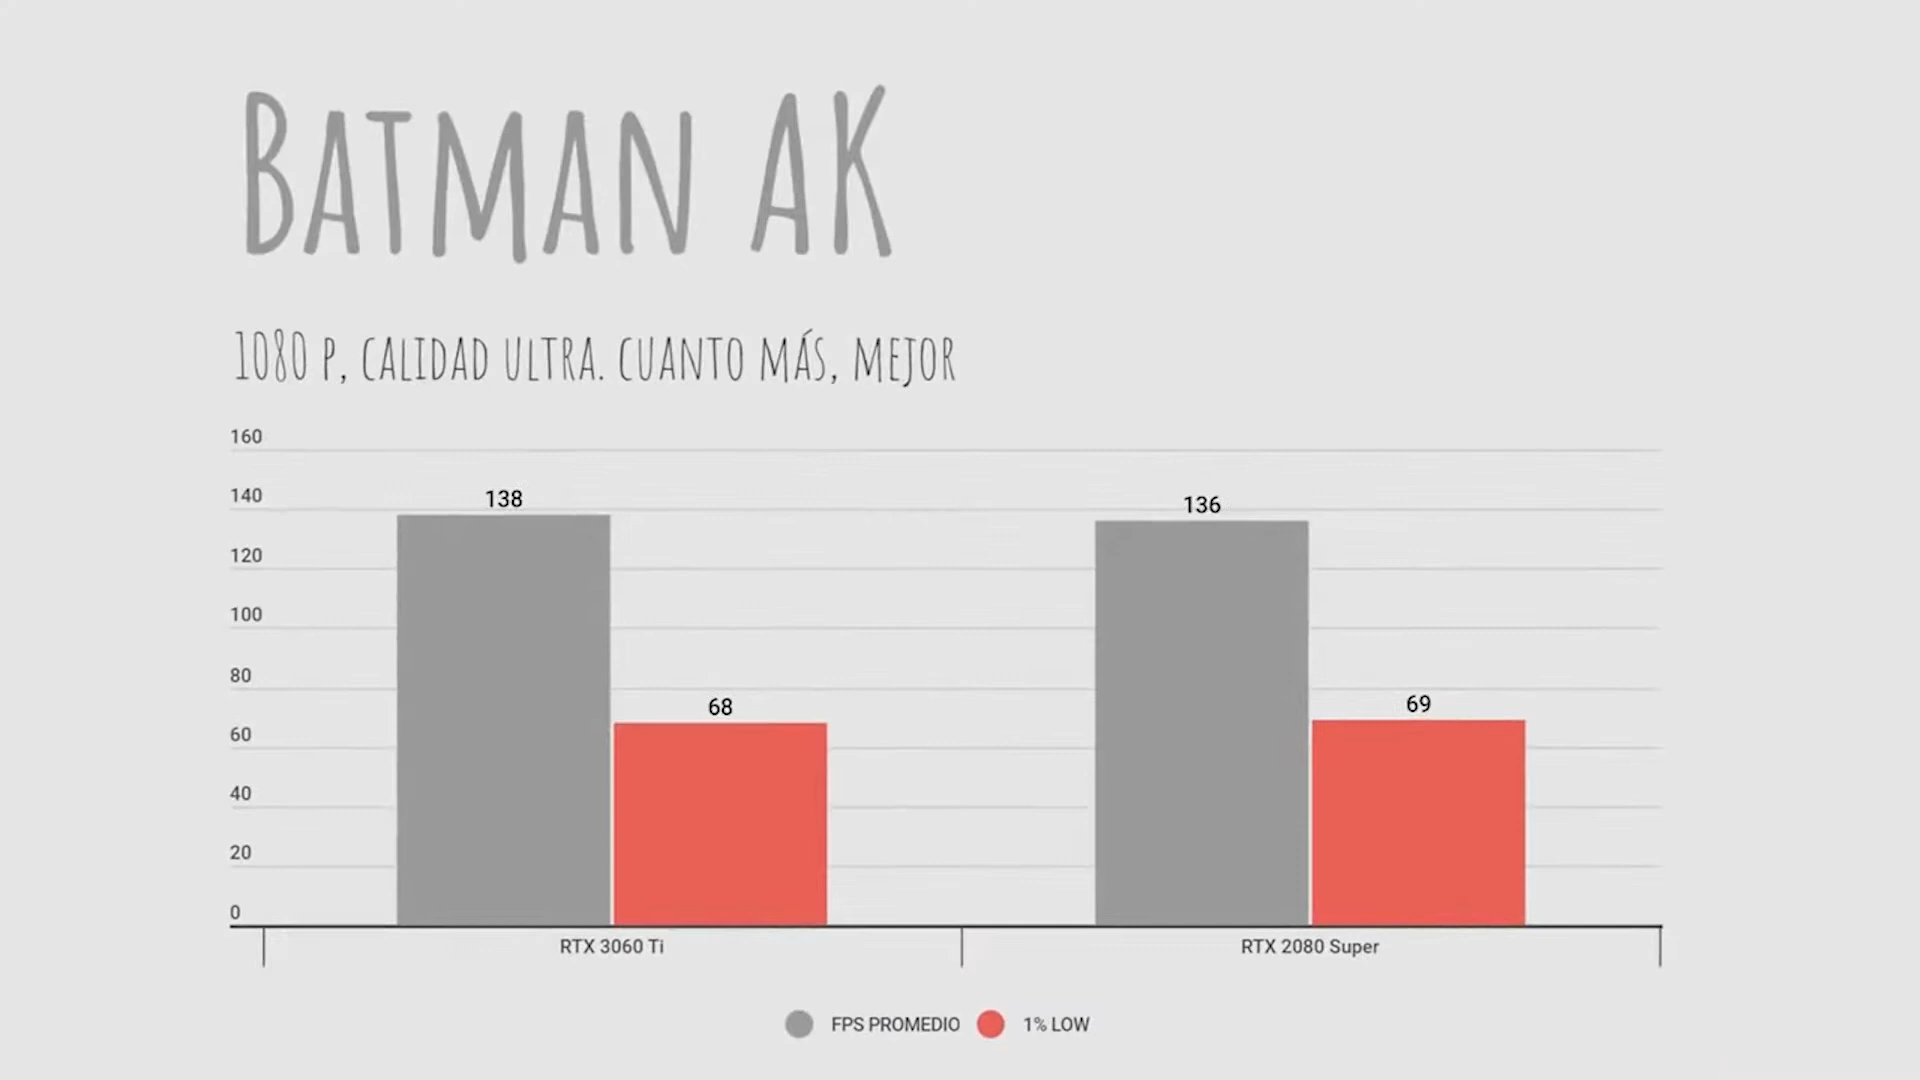 BATMAN AK
1080 P, CALIDAD ULTRA. CUANTO MÁS, MEJOR
160
140
120
100
80
60
40
20
0
138
68
136
69
RTX 3060 Ti
RTX 2080 Super
FPS PROMEDIO
1% LOW